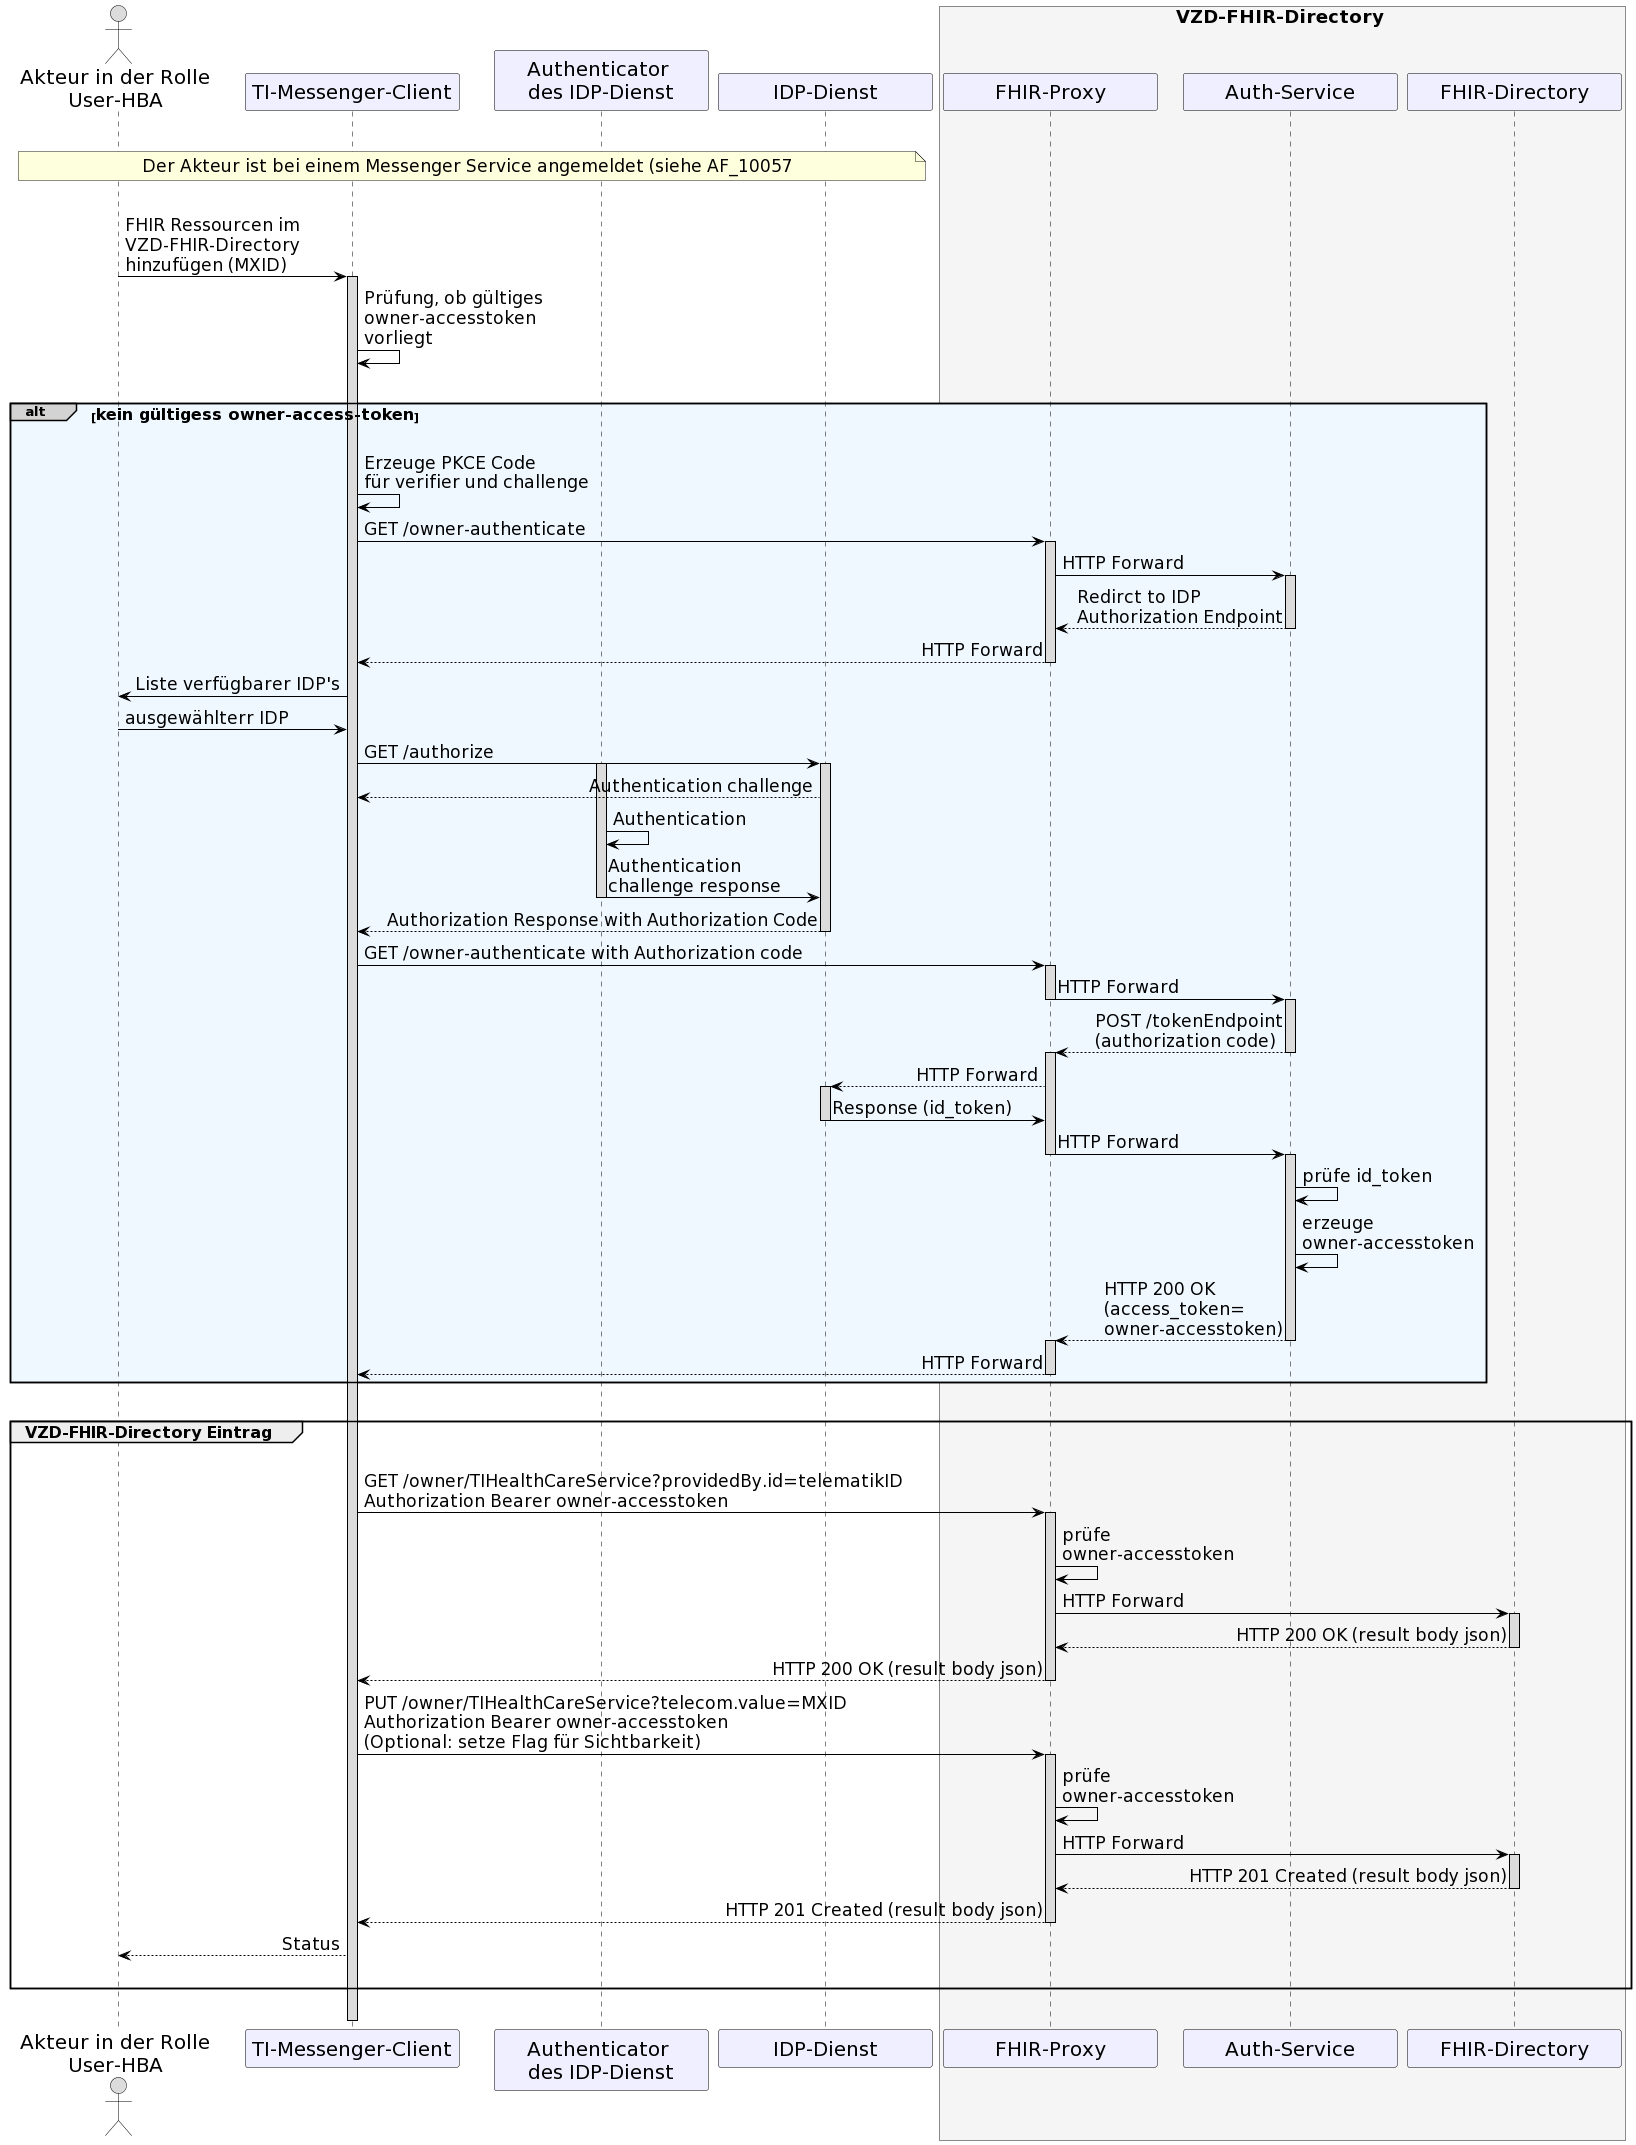 VZD-FHIR-Directory
Akteur in der Rolle
User-HBA
TI-Messenger-Client
Authenticator
des IDP-Dienst
IDP-Dienst
FHIR-Proxy
Auth-Service
FHIR-Directory
Der Akteur ist bei einem Messenger Service angemeldet (siehe AF_10057
FHIR Ressourcen im
VZD-FHIR-Directory
hinzufügen (MXID)
Prüfung, ob gültiges
owner-accesstoken
vorliegt
alt
[kein gültigess owner-access-token]
Erzeuge PKCE Code
für verifier und challenge
GET /owner-authenticate
HTTP Forward
Redirct to IDP
Authorization Endpoint
HTTP Forward
Liste verfügbarer IDP's
ausgewählterr IDP
GET /authorize
Authentication challenge
Authentication
Authentication
challenge response
Authorization Response with Authorization Code
GET /owner-authenticate with Authorization code
HTTP Forward
POST /tokenEndpoint
(authorization code)
HTTP Forward
Response (id_token)
HTTP Forward
prüfe id_token
erzeuge
owner-accesstoken
HTTP 200 OK
(access_token=
owner-accesstoken)
HTTP Forward
VZD-FHIR-Directory Eintrag
GET /owner/TIHealthCareService?providedBy.id=telematikID
Authorization Bearer owner-accesstoken
prüfe
owner-accesstoken
HTTP Forward
HTTP 200 OK (result body json)
HTTP 200 OK (result body json)
PUT /owner/TIHealthCareService?telecom.value=MXID
Authorization Bearer owner-accesstoken
(Optional: setze Flag für Sichtbarkeit)
prüfe
owner-accesstoken
HTTP Forward
HTTP 201 Created (result body json)
HTTP 201 Created (result body json)
Status
Akteur in der Rolle
User-HBA
TI-Messenger-Client
Authenticator
des IDP-Dienst
IDP-Dienst
FHIR-Proxy
Auth-Service
FHIR-Directory